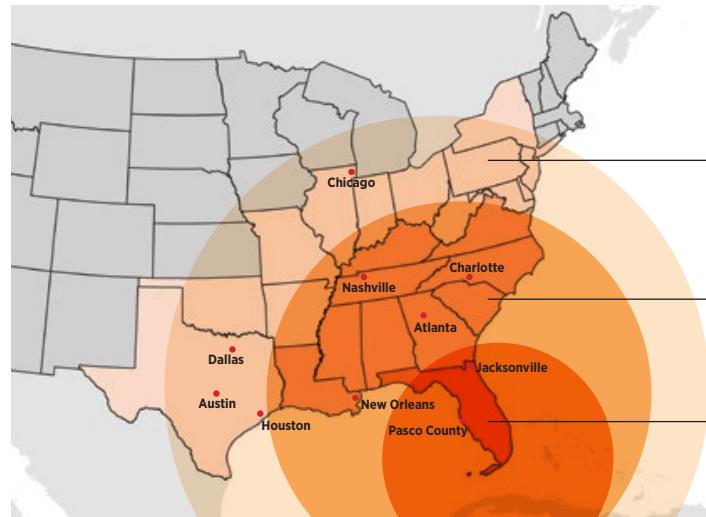 Chicago
Nashville
Charlotte
Atlanta
Dallas
Jacksonville
Austin
New Orleans
Houston
Pasco County